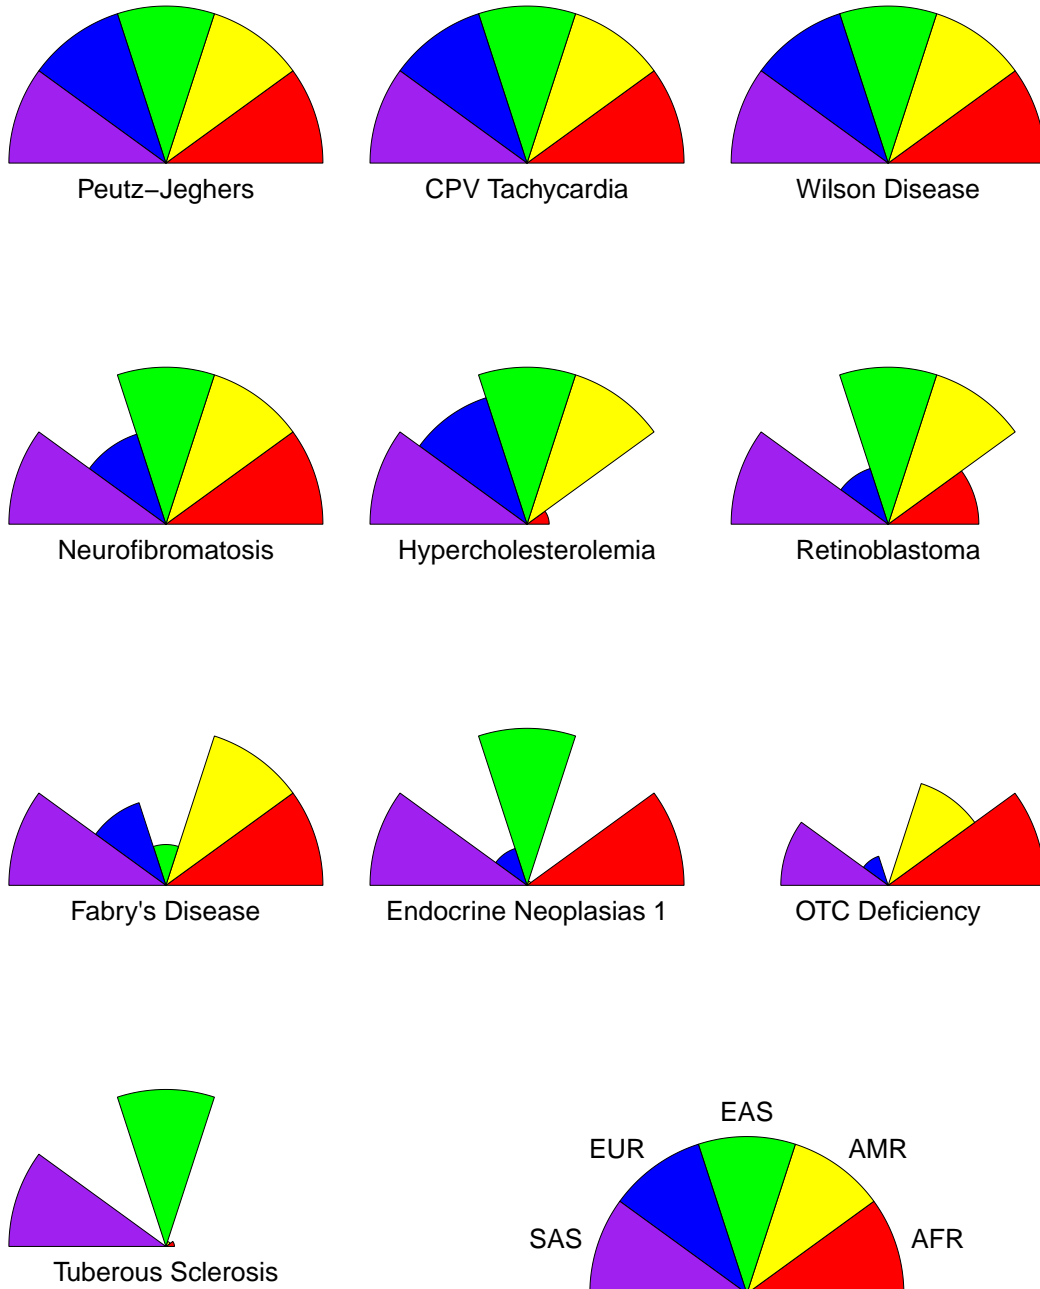 Peutz−Jeghers
CPV Tachycardia
Wilson Disease
Neurofibromatosis
Hypercholesterolemia
Retinoblastoma
Fabry's Disease
Endocrine Neoplasias 1
OTC Deficiency
Tuberous Sclerosis
EAS
EUR
AMR
SAS
AFR